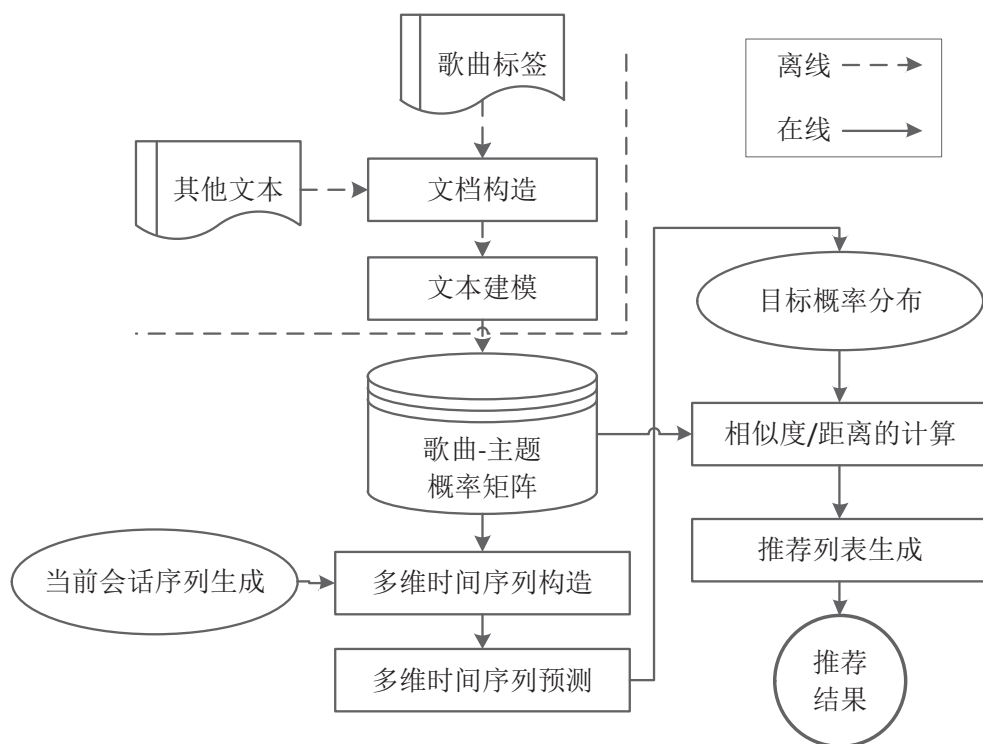 歌曲标签
离线
在线
其他文本
文档构造
文本建模
目标概率分布
歌曲-主题
概率矩阵
相似度/距离的计算
推荐列表生成
当前会话序列生成
多维时间序列构造
多维时间序列预测
推荐
结果